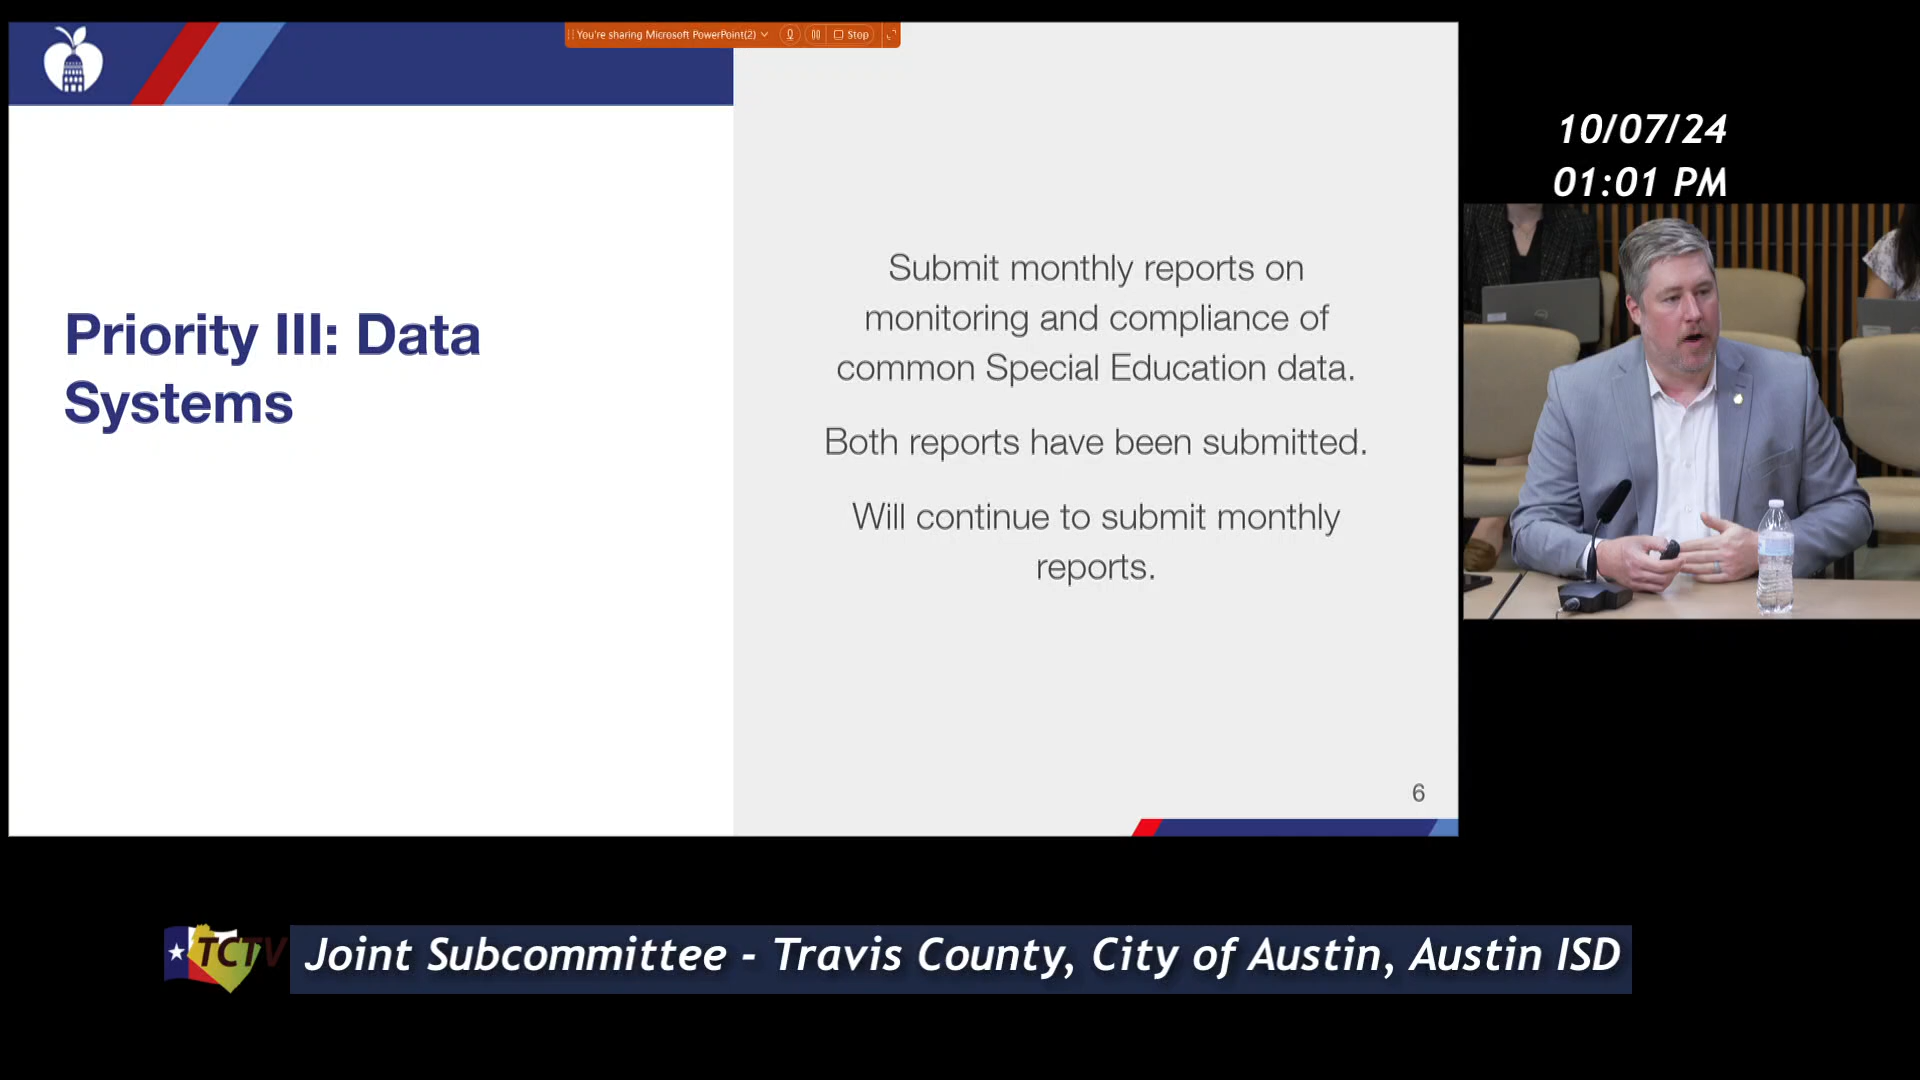 You're sharing Microsoft PowerPoint(2)
Stop
10/07/24
01:01 PM
Priority III: Data
Systems
Submit monthly reports on
monitoring and compliance of
common Special Education data.
Both reports have been submitted.
Will continue to submit monthly
reports.
6
TCTV
Joint Subcommittee - Travis County, City of Austin, Austin ISD